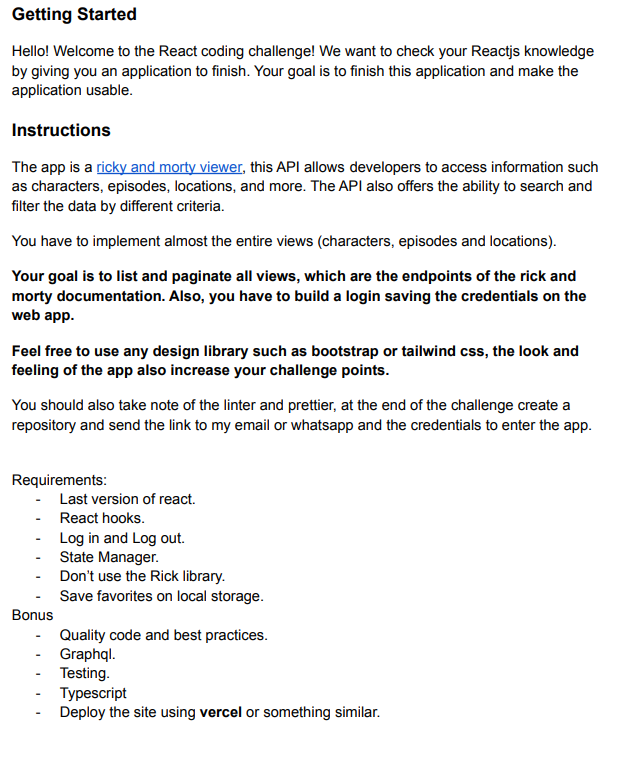 Getting Started
Hello! Welcome to the React coding challenge! We want to check your Reactjs knowledge
by giving you an application to finish. Your goal is to finish this application and make the
application usable.
Instructions
The app is a ricky and morty viewer, this API allows developers to access information such
as characters, episodes, locations, and more. The API also offers the ability to search and
filter the data by different criteria.
You have to implement almost the entire views (characters, episodes and locations).
Your goal is to list and paginate all views, which are the endpoints of the rick and
morty documentation. Also, you have to build a login saving the credentials on the
web app.
Feel free to use any design library such as bootstrap or tailwind css, the look and
feeling of the app also increase your challenge points.
You should also take note of the linter and prettier, at the end of the challenge create a
repository and send the link to my email or whatsapp and the credentials to enter the app.
Requirements:
- Last version of react.
- React hooks.
- Log in and Log out.
- State Manager.
- Don't use the Rick library.
- Save favorites on local storage.
Bonus
- Quality code and best practices.
- Graphql.
- Testing.
- Typescript
- Deploy the site using vercel or something similar.